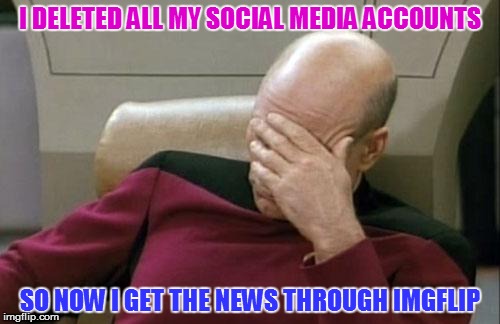 I DELETED ALL MY SOCIAL MEDIA ACCOUNTS
SO NOW I GET THE NEWS THROUGH IMGFLIP
imgflip.com